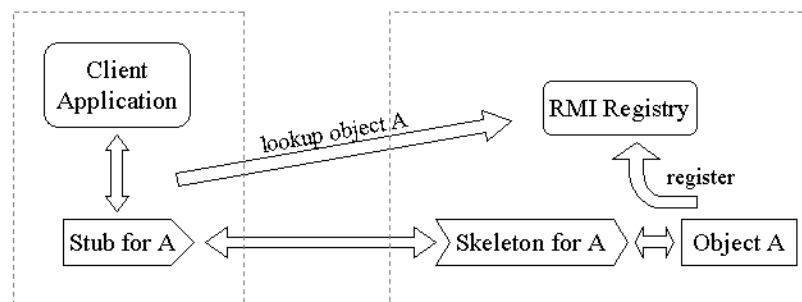 Client
Application
lookup object A
RMI Registry
register
Stub for A
Skeleton for A
Object A